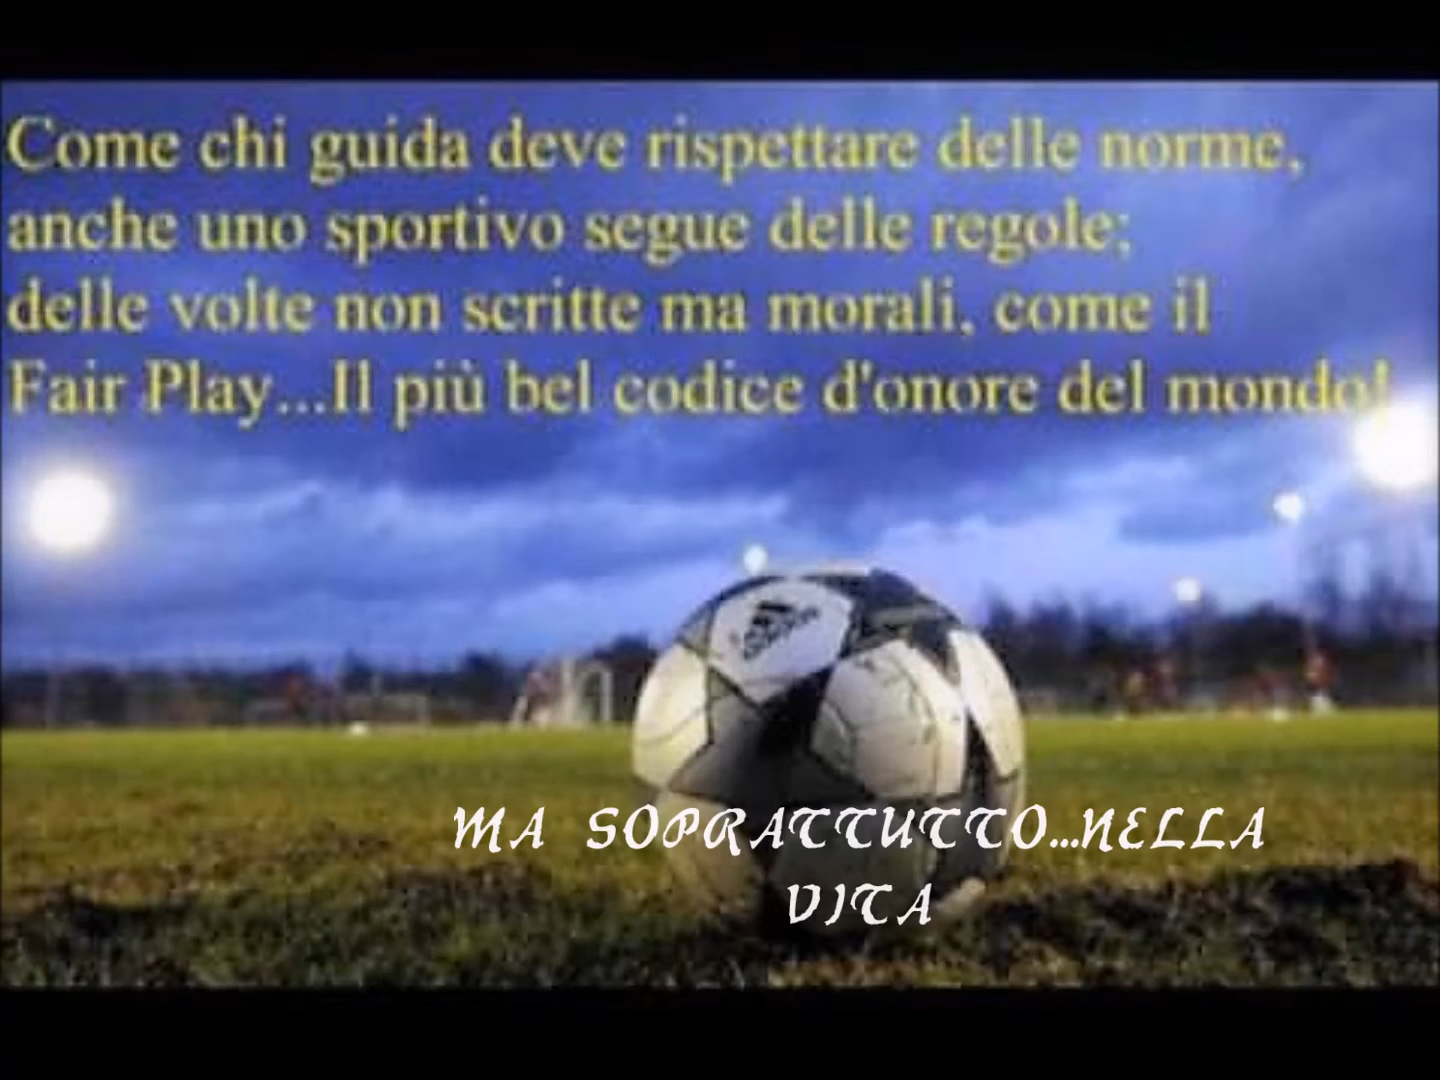 Come chi guida deve rispettare delle norme,
anche uno sportivo segue delle regole;
delle volte non scritte ma morali, come il
Fair Play...Il più bel codice d'onore del mondo!
MA SOPRATTUTTO...NELLA
VITA